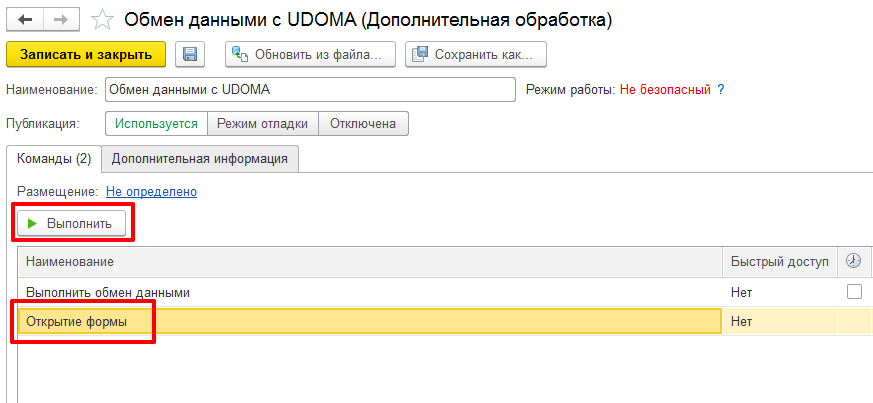 Обмен данными с UDOMA (Дополнительная обработка)
Записать и закрыть Обновить из файла... Сохранить как...
Наименование: Обмен данными с UDOMA Режим работы: Не безопасный ?
Публикация: Используется Режим отладки Отключена
Команды (2) Дополнительная информация
Размещение: Не определено
Выполнить
Наименование Быстрый доступ
Выполнить обмен данными Нет
Открытие формы Нет